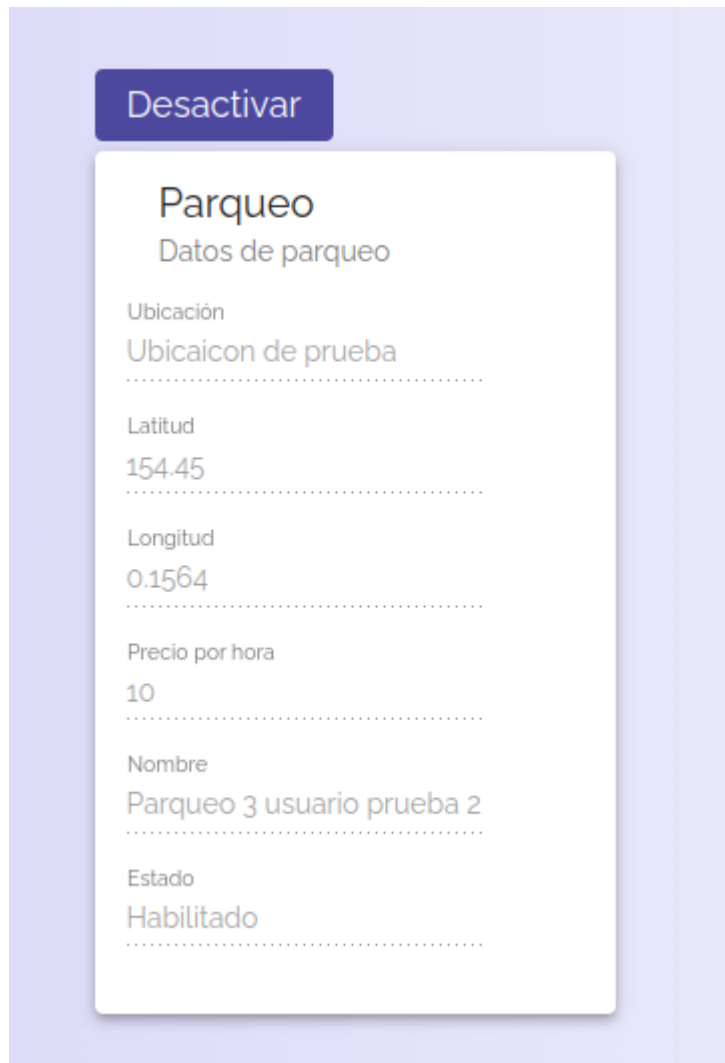 Desactivar
Parqueo
Datos de parqueo
Ubicación
Ubicaicon de prueba
Latitud
154.45
Longitud
0.1564
Precio por hora
10
Nombre
Parqueo 3 usuario prueba 2
Estado
Habilitado